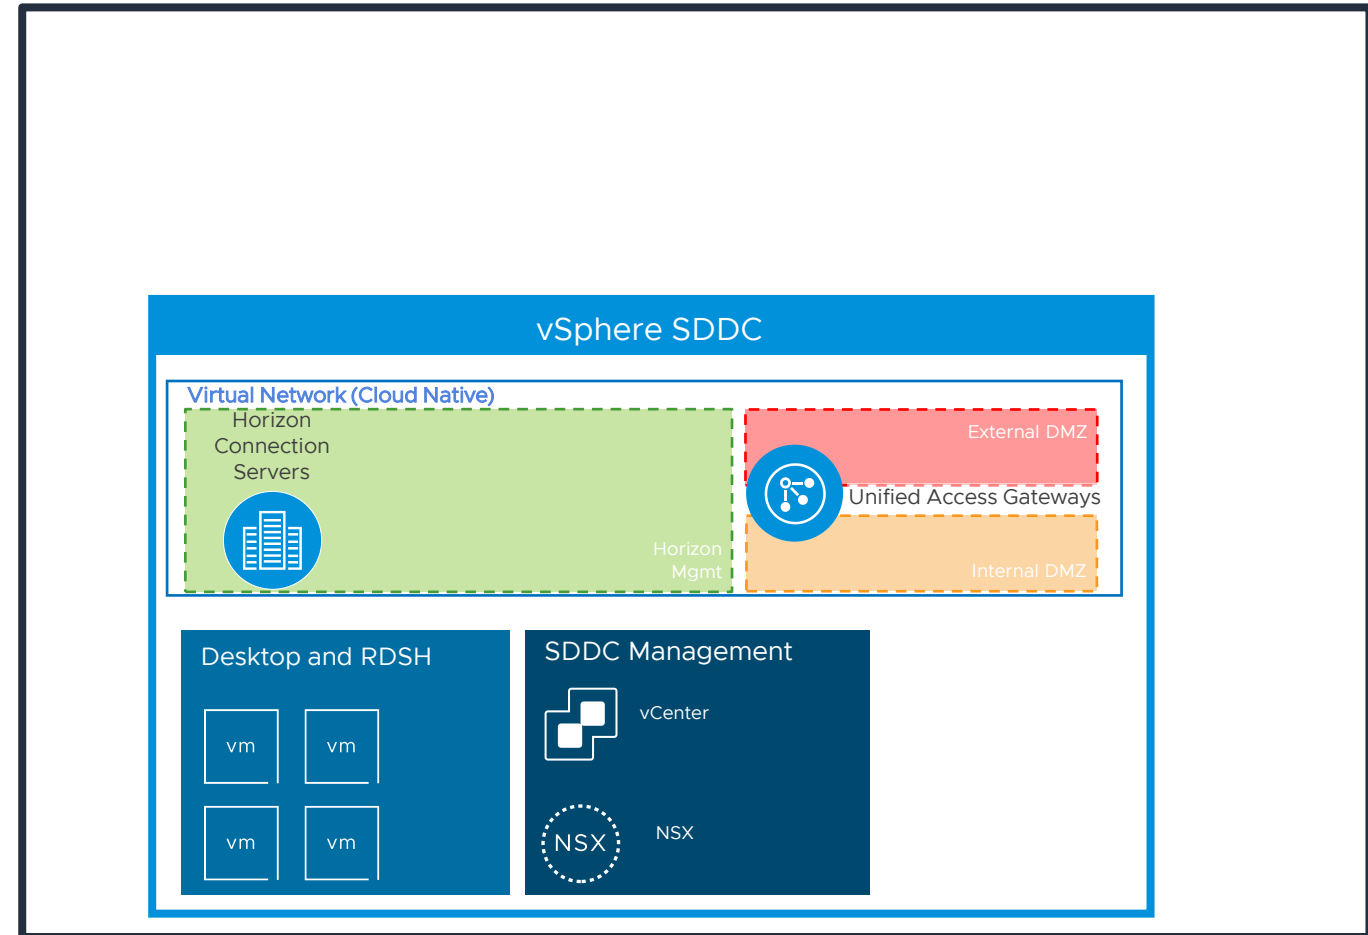 vSphere SDDC
Virtual Network (Cloud Native)
Horizon
Connection
Servers
Horizon
Mgmt
External DMZ
Unified Access Gateways
Internal DMZ
Desktop and RDSH
vm
vm
vm
vm
SDDC Management
vCenter
NSX
NSX